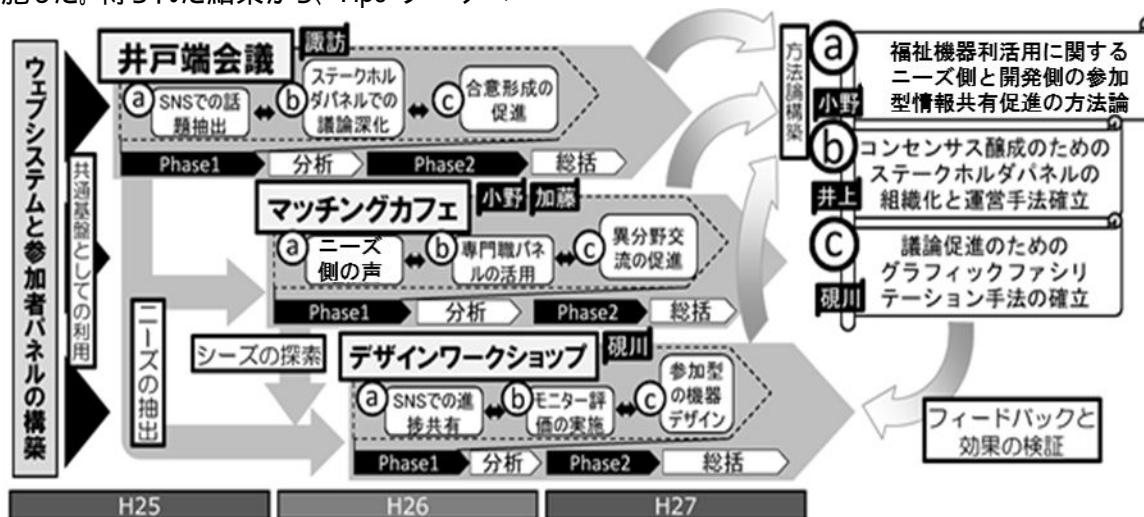 施した。得られた結果から、Tips データベ
ウェブシステムと参加者パネルの構築
共通基盤としての利用
井戸端会議
諏訪
a SNSでの話
題抽出
b ステークホル
ダパネルでの
議論深化
c 合意形成の
促進
Phase1
分析
Phase2
総括
マッチングカフェ
小野
加藤
a ニーズ
側の声
b 専門職パネ
ルの活用
c 異分野交
流の促進
Phase1
分析
Phase2
総括
ニーズの抽出
シーズの探索
デザインワークショップ
硯川
a SNSでの進
捗共有
b モニター評
価の実施
c 参加型
の機器
デザイン
Phase1
分析
Phase2
総括
方法論構築
a
小野
福祉機器利活用に関する
ニーズ側と開発側の参加
型情報共有促進の方法論
b
井上
コンセンサス醸成のための
ステークホルダパネルの
組織化と運営手法確立
c
硯川
議論促進のための
グラフィックファシリ
テーション手法の確立
フィードバックと
効果の検証
H25
H26
H27